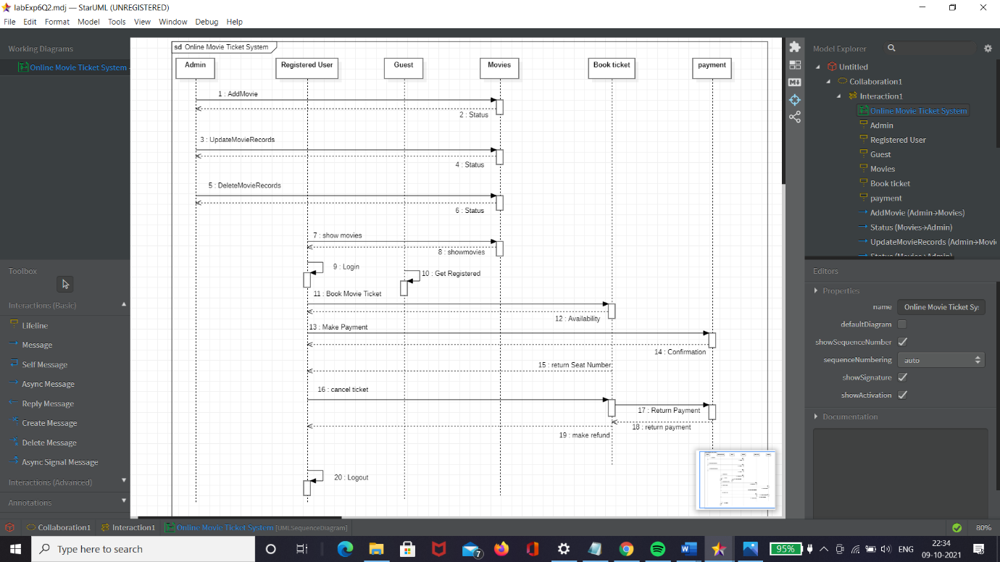 labExp6Q2.mdj — StarUML (UNREGISTERED)
File Edit Format Model Tools View Window Debug Help
Working Diagrams
Online Movie Ticket System -
Toolbox
Interactions (Basic)
Lifeline
Message
Self Message
Async Message
Reply Message
Create Message
Delete Message
Async Signal Message
Interactions (Advanced)
Annotations
sd Online Movie Ticket System
Admin
Registered User
Guest
Movies
Book ticket
payment
1 : AddMovie
2 : Status
3 : UpdateMovieRecords
4 : Status
5 : DeleteMovieRecords
6 : Status
7 : show movies
8 : showmovies
9 : Login
10 : Get Registered
11 : Book Movie Ticket
12 : Availability
13 : Make Payment
14 : Confirmation
15 : return Seat Number
16 : cancel ticket
17 : Return Payment
18 : return payment
19 : make refund
20 : Logout
M
Model Explorer
Untitled
Collaboration1
Interaction1
Online Movie Ticket System
Admin
Registered User
Guest
Movies
Book ticket
payment
AddMovie (Admin→Movies)
Status (Movies→Admin)
UpdateMovieRecords (Admin→Movi
Status (Movies→Admin)
Editors
Properties
name Online Movie Ticket Sy
defaultDiagram
showSequenceNumber
sequenceNumbering auto
showSignature
showActivation
Documentation
Collaboration1 Interaction1 Online Movie Ticket System [UMLSequenceDiagram]
80%
Type here to search
7
W
95%
ENG
22:34
09-10-2021